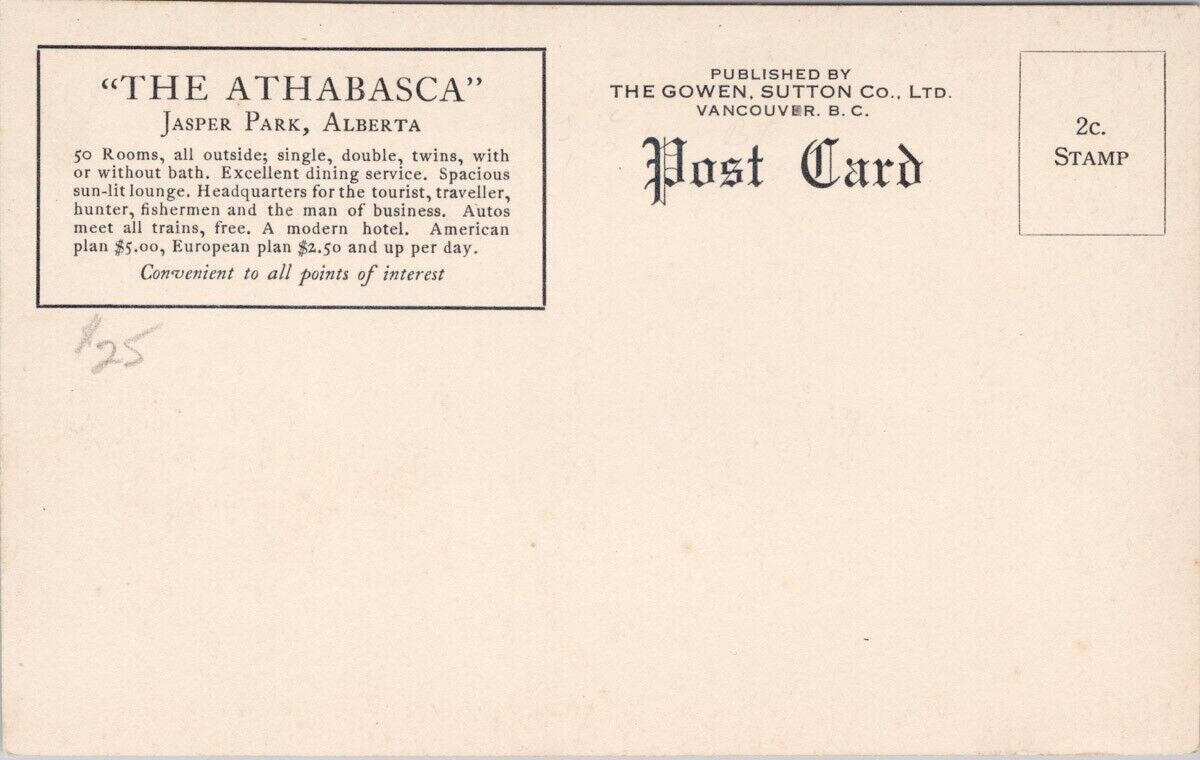 “THE ATHABASCA”
JASPER PARK, ALBERTA
50 Rooms, all outside; single, double, twins, with
or without bath. Excellent dining service. Spacious
sun-lit lounge. Headquarters for the tourist, traveller,
hunter, fishermen and the man of business. Autos
meet all trains, free. A modern hotel. American
plan $5.00, European plan $2.50 and up per day.
Convenient to all points of interest
$25
PUBLISHED BY
THE GOWEN, SUTTON CO., LTD.
VANCOUVER. B. C.
Post Card
2c.
STAMP